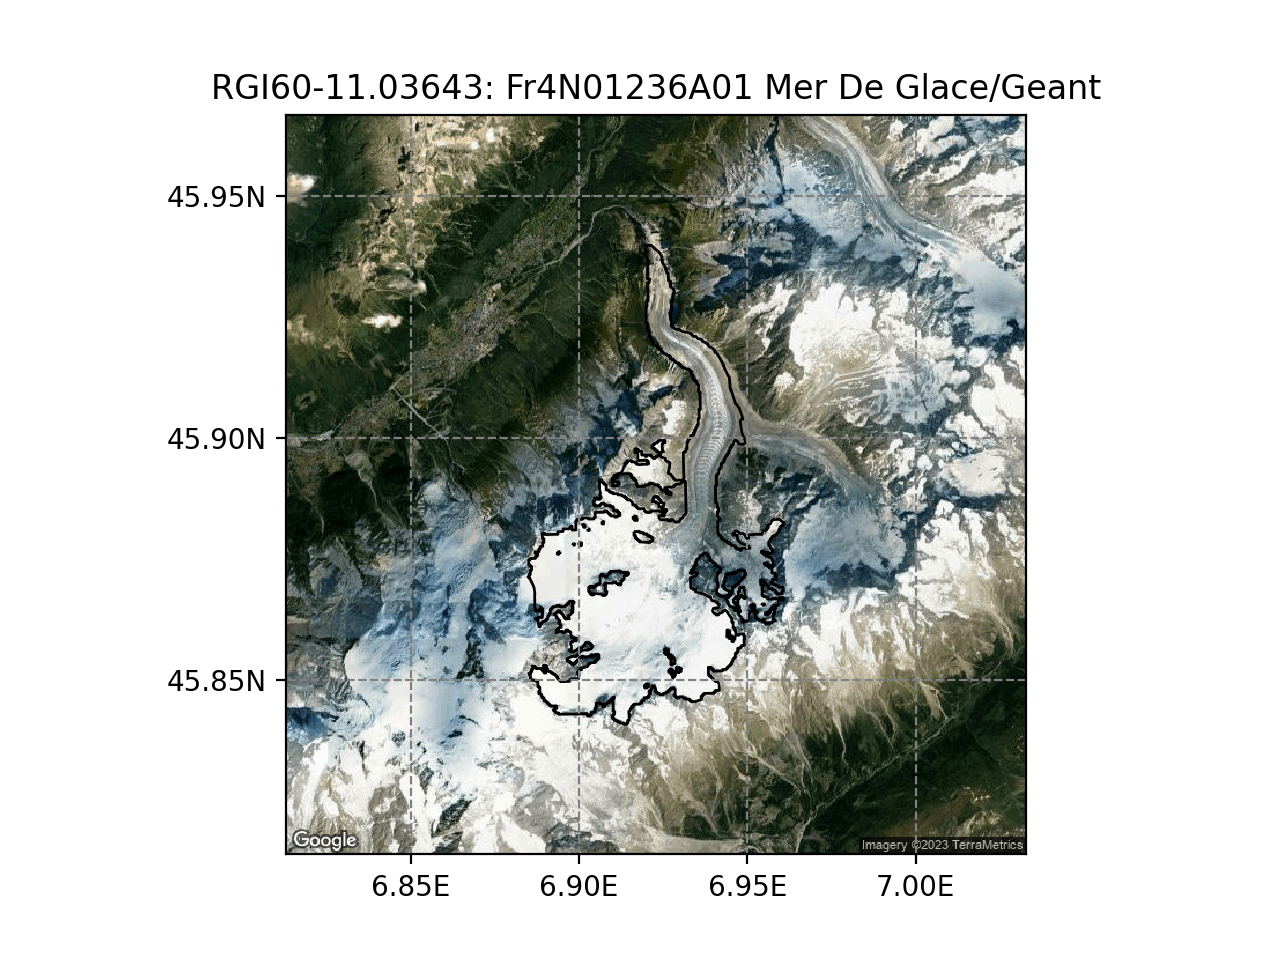 RGI60-11.03643: Fr4N01236A01 Mer De Glace/Geant
45.95N
45.90N
45.85N
Google
Imagery ©2023 TerraMetrics
6.85E 6.90E 6.95E 7.00E